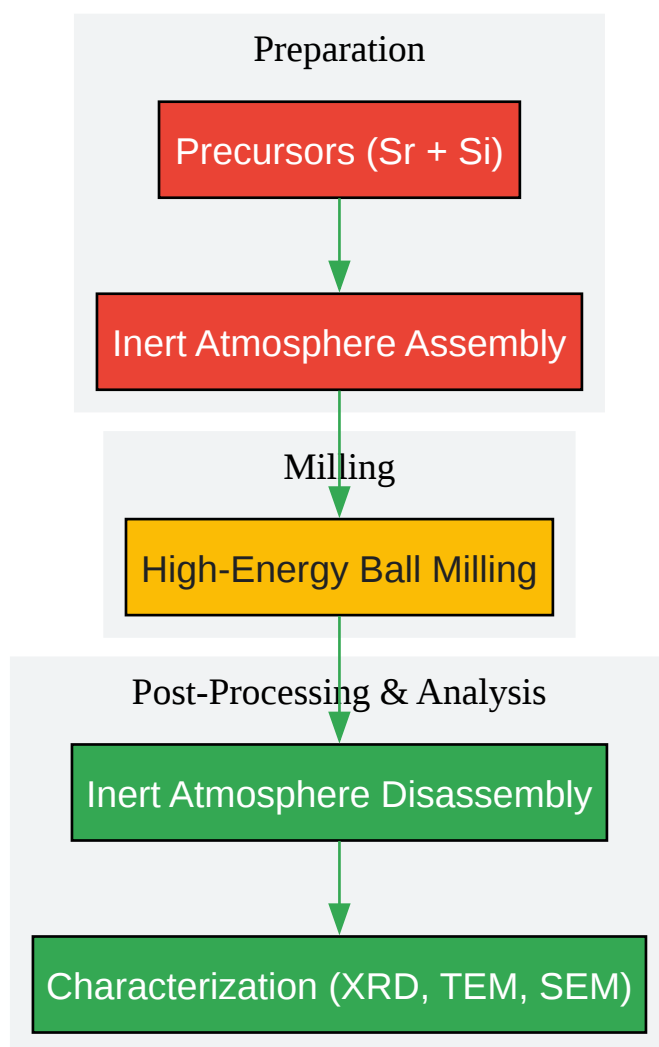 Preparation
Precursors (Sr + Si)
Inert Atmosphere Assembly
Milling
High-Energy Ball Milling
Post-Processing & Analysis
Inert Atmosphere Disassembly
Characterization (XRD, TEM, SEM)